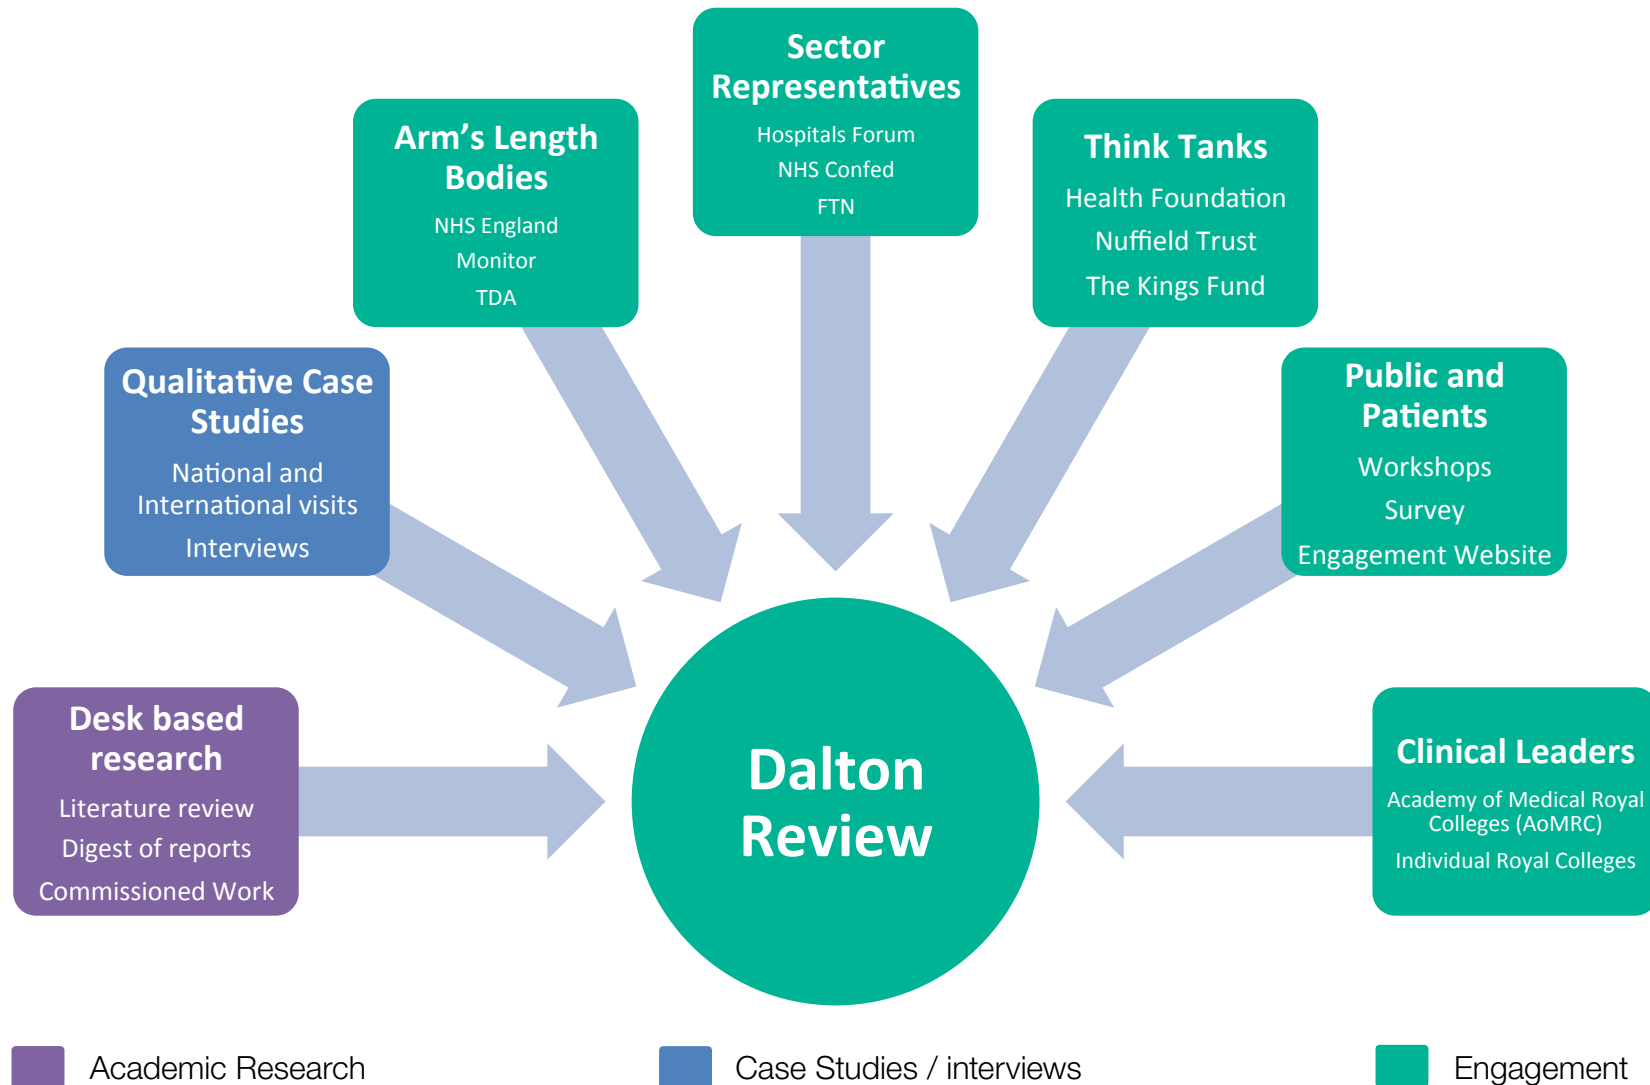 Sector
Representatives
Hospitals Forum
NHS Confed
FTN
Arm’s Length
Bodies
NHS England
Monitor
TDA
Think Tanks
Health Foundation
Nuffield Trust
The Kings Fund
Qualitative Case
Studies
National and
International visits
Interviews
Public and
Patients
Workshops
Survey
Engagement Website
Desk based
research
Literature review
Digest of reports
Commissioned Work
Clinical Leaders
Academy of Medical Royal
Colleges (AoMRC)
Individual Royal Colleges
Dalton
Review
Academic Research
Case Studies / interviews
Engagement